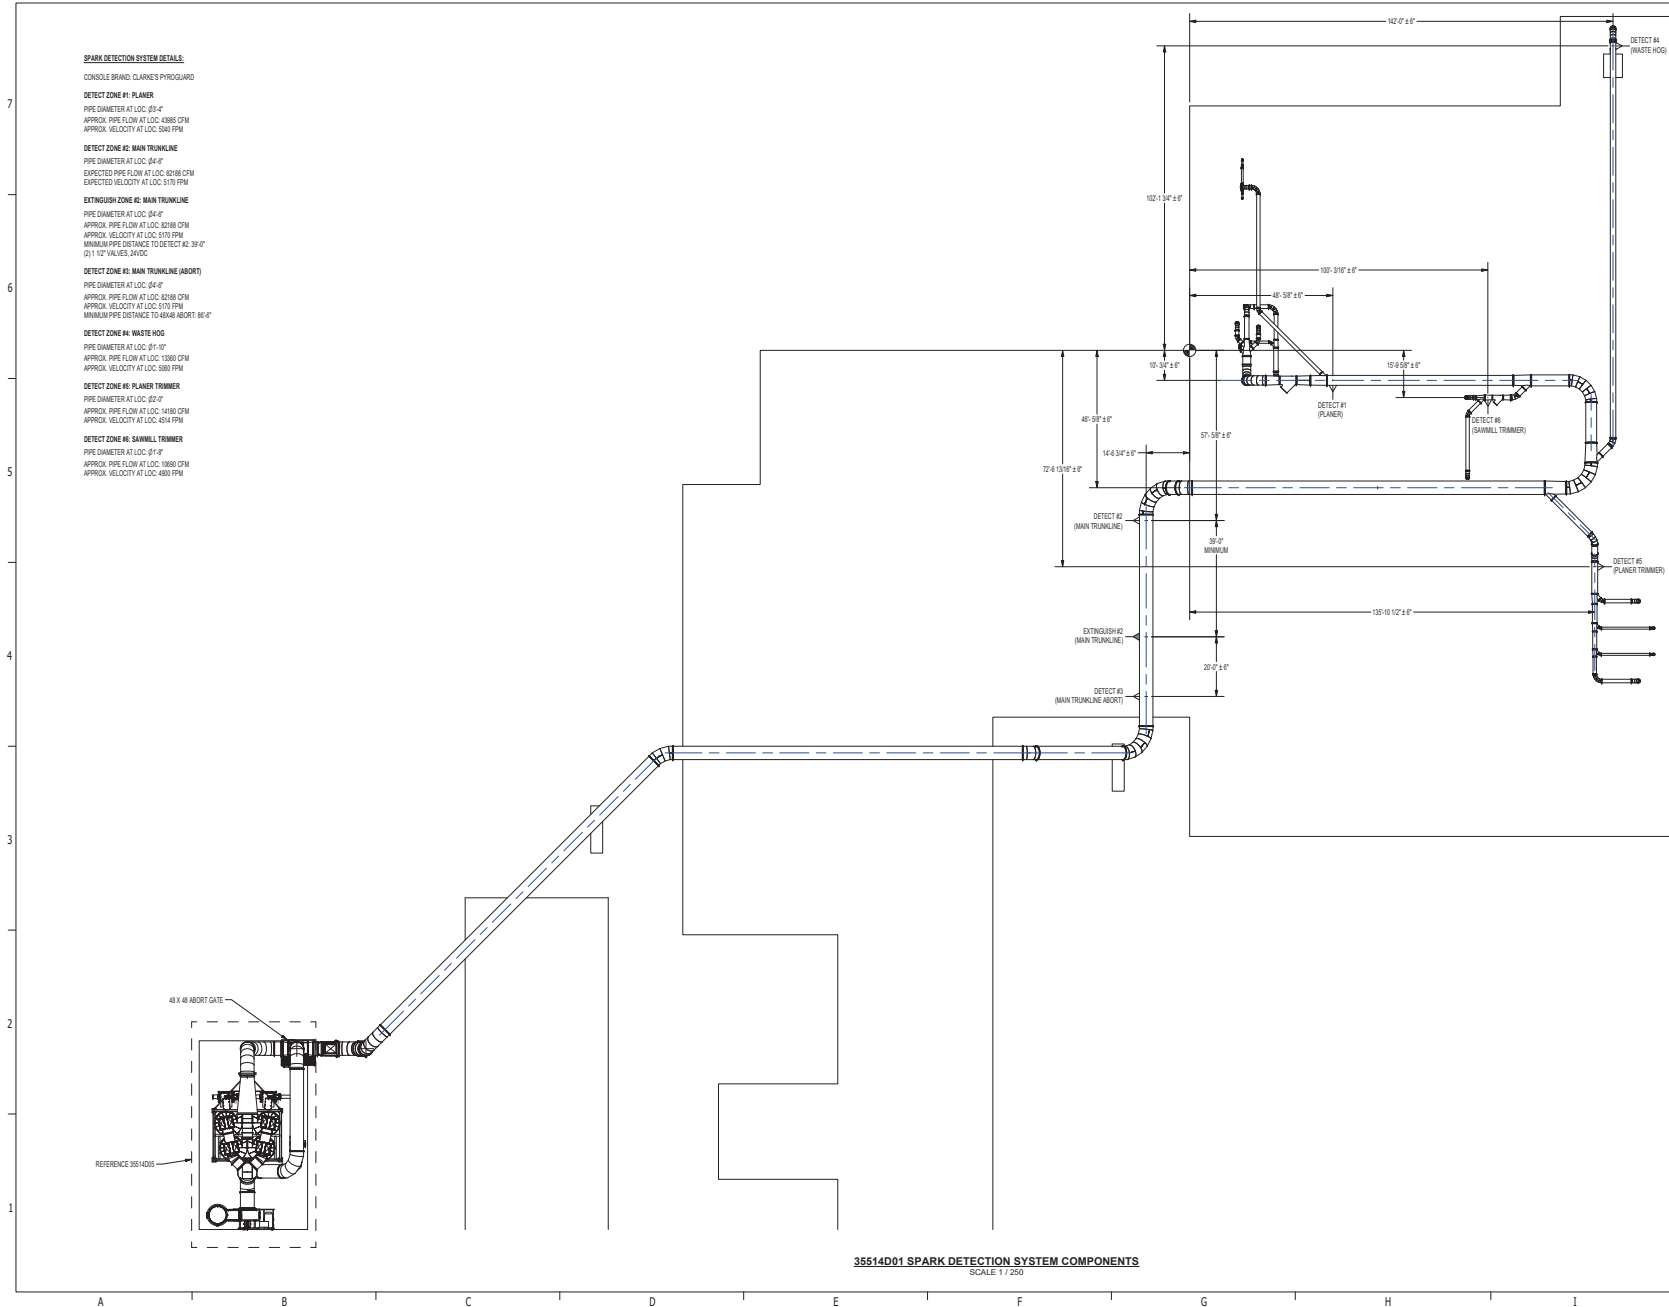 SPARK DETECTION SYSTEM DETAILS:
CONSOLE BRAND: CLARKE'S PYROGUARD
DETECT ZONE #1: PLANER
PIPE DIAMETER AT LOC: Ø3'-4"
APPROX. PIPE FLOW AT LOC: 43985 CFM
APPROX. VELOCITY AT LOC: 5040 FPM
DETECT ZONE #2: MAIN TRUNKLINE
PIPE DIAMETER AT LOC: Ø4'-6"
EXPECTED PIPE FLOW AT LOC: 82188 CFM
EXPECTED VELOCITY AT LOC: 5170 FPM
EXTINGUISH ZONE #2: MAIN TRUNKLINE
PIPE DIAMETER AT LOC: Ø4'-6"
APPROX. PIPE FLOW AT LOC: 82188 CFM
APPROX. VELOCITY AT LOC: 5170 FPM
MINIMUM PIPE DISTANCE TO DETECT #2: 39'-0"
(2) 1 1/2" VALVES, 24VDC
DETECT ZONE #3: MAIN TRUNKLINE (ABORT)
PIPE DIAMETER AT LOC: Ø4'-6"
APPROX. PIPE FLOW AT LOC: 82188 CFM
APPROX. VELOCITY AT LOC: 5170 FPM
MINIMUM PIPE DISTANCE TO 48X48 ABORT: 86'-6"
DETECT ZONE #4: WASTE HOG
PIPE DIAMETER AT LOC: Ø1'-10"
APPROX. PIPE FLOW AT LOC: 13360 CFM
APPROX. VELOCITY AT LOC: 5060 FPM
DETECT ZONE #5: PLANER TRIMMER
PIPE DIAMETER AT LOC: Ø2'-0"
APPROX. PIPE FLOW AT LOC: 14180 CFM
APPROX. VELOCITY AT LOC: 4514 FPM
DETECT ZONE #6: SAWMILL TRIMMER
PIPE DIAMETER AT LOC: Ø1'-8"
APPROX. PIPE FLOW AT LOC: 10690 CFM
APPROX. VELOCITY AT LOC: 4900 FPM
142'-0" ± 6"
DETECT #4
(WASTE HOG)
102'-1 3/4" ± 6"
100'- 3/16" ± 6"
48'- 5/8" ± 6"
10'- 3/4" ± 6"
15'-9 5/8" ± 6"
DETECT #1
(PLANER)
DETECT #6
(SAWMILL TRIMMER)
46'- 5/8" ± 6"
57'- 5/8" ± 6"
14'-6 3/4" ± 6"
72'-6 13/16" ± 6"
DETECT #2
(MAIN TRUNKLINE)
39'-0"
MINIMUM
DETECT #5
(PLANER TRIMMER)
135'-10 1/2" ± 6"
EXTINGUISH #2
(MAIN TRUNKLINE)
20'-0" ± 6"
DETECT #3
(MAIN TRUNKLINE ABORT)
48 X 48 ABORT GATE
REFERENCE 35514D05
35514D01 SPARK DETECTION SYSTEM COMPONENTS
SCALE 1 / 250
7
6
5
4
3
2
1
A B C D E F G H I